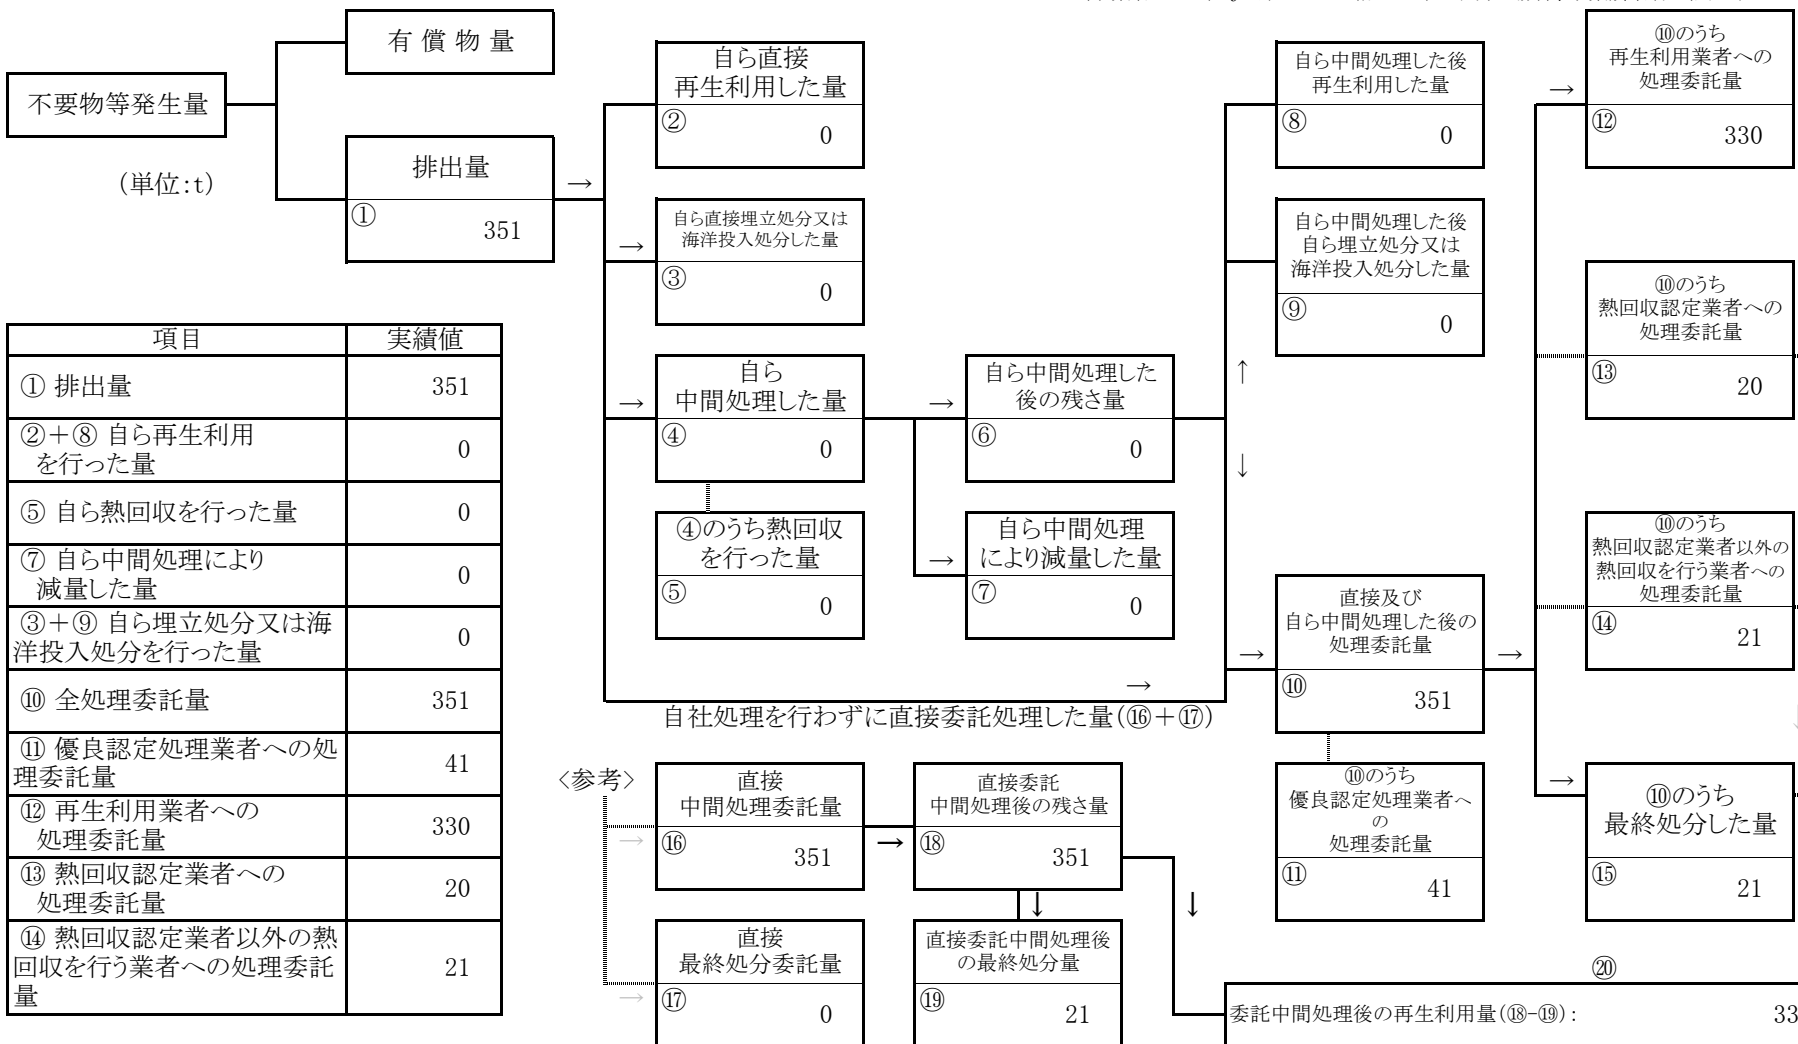 不要物等発生量
(単位:t)
有 償 物 量
排出量
①
351
→
自ら直接
再生利用した量
②
0
→
自ら直接埋立処分又は
海洋投入処分した量
③
0
→
自ら
中間処理した量
④
0
④のうち熱回収
を行った量
⑤
0
→
自ら中間処理した
後の残さ量
⑥
0
→
自ら中間処理
により減量した量
⑦
0
自ら中間処理した後
再生利用した量
⑧
0
自ら中間処理した後
自ら埋立処分又は
海洋投入処分した量
⑨
0
↑
↓
→
自社処理を行わずに直接委託処理した量(⑯+⑰)
→
直接及び
自ら中間処理した後の
処理委託量
⑩
351
⑩のうち
優良認定処理業者へ
の
処理委託量
⑪
41
→
→
⑩のうち
再生利用業者への
処理委託量
⑫
330
⑩のうち
熱回収認定業者への
処理委託量
⑬
20
⑩のうち
熱回収認定業者以外の
熱回収を行う業者への
処理委託量
⑭
21
→
⑩のうち
最終処分した量
⑮
21
項目 実績値
① 排出量 351
②+⑧ 自ら再生利用
を行った量 0
⑤ 自ら熱回収を行った量 0
⑦ 自ら中間処理により
減量した量 0
③+⑨ 自ら埋立処分又は海
洋投入処分を行った量 0
⑩ 全処理委託量 351
⑪ 優良認定処理業者への処
理委託量 41
⑫ 再生利用業者への
処理委託量 330
⑬ 熱回収認定業者への
処理委託量 20
⑭ 熱回収認定業者以外の熱
回収を行う業者への処理委託
量 21
<参考>
→
直接
中間処理委託量
⑯
351
→
直接
最終処分委託量
⑰
0
→
直接委託
中間処理後の残さ量
⑱
351
↓
直接委託中間処理後
の最終処分量
⑲
21
↓
⑳
委託中間処理後の再生利用量(⑱-⑲): 33